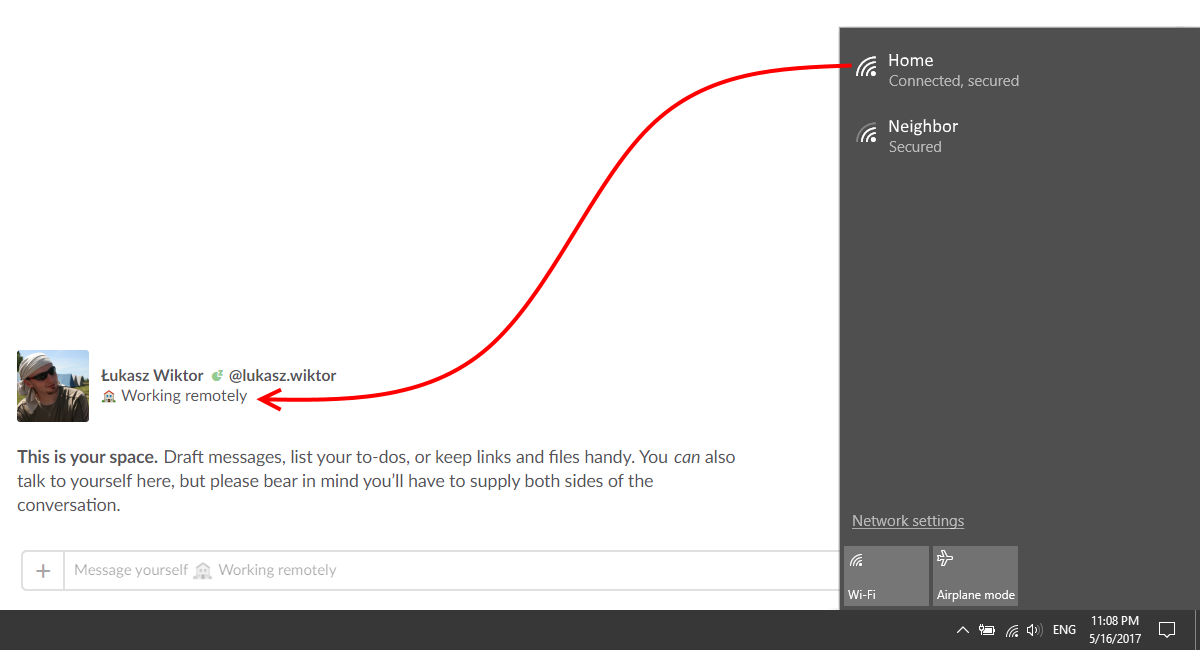 Home
Connected, secured
Neighbor
Secured
Łukasz Wiktor @lukasz.wiktor
Working remotely
This is your space. Draft messages, list your to-dos, or keep links and files handy. You can also
talk to yourself here, but please bear in mind you’ll have to supply both sides of the
conversation.
Network settings
+ Message yourself Working remotely
Wi-Fi
Airplane mode
ENG
11:08 PM
5/16/2017